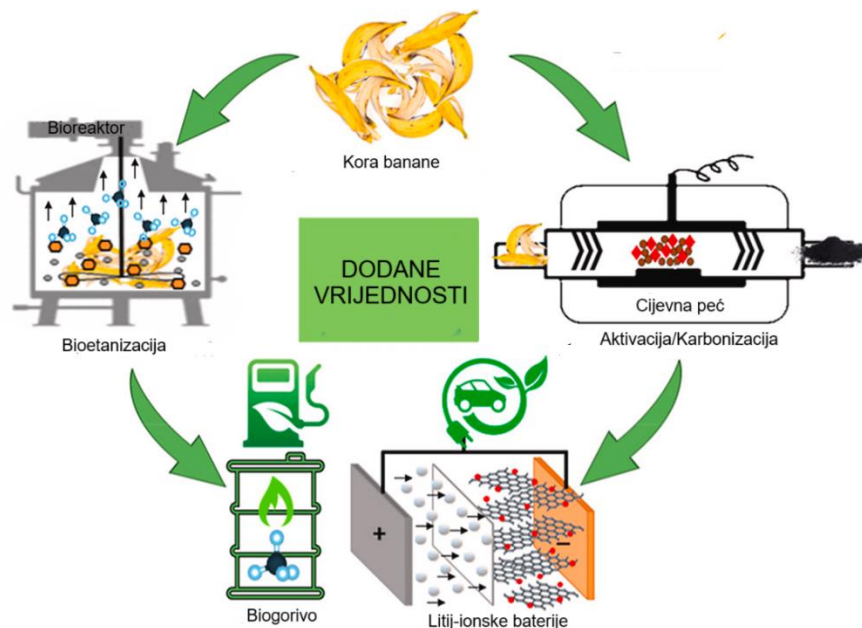 Kora banane
Bioreaktor
Bioetanizacija
DODANE
VRIJEDNOSTI
Cijevna peć
Aktivacija/Karbonizacija
+
−
Biogorivo
Litij-ionske baterije